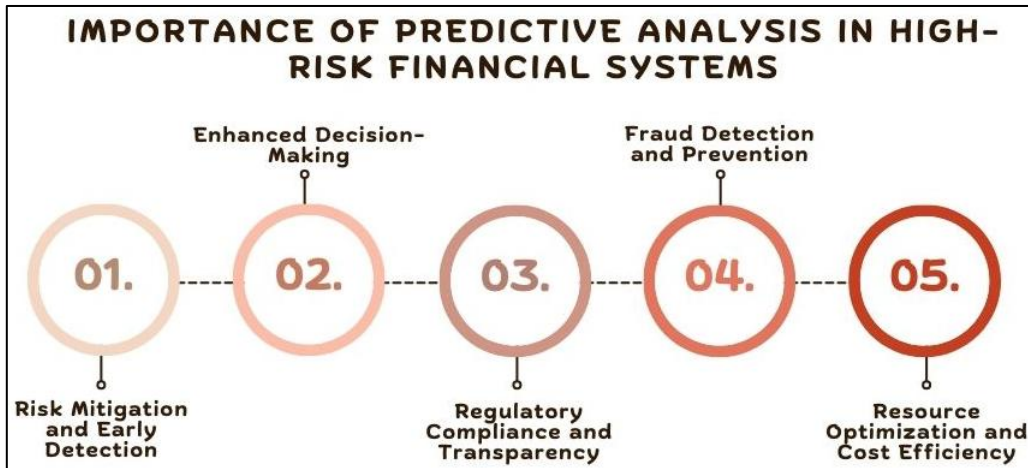 IMPORTANCE OF PREDICTIVE ANALYSIS IN HIGH-
RISK FINANCIAL SYSTEMS
Enhanced Decision-
Making
Fraud Detection
and Prevention
01.
02.
03.
04.
05.
Risk Mitigation
and Early
Detection
Regulatory
Compliance and
Transparency
Resource
Optimization and
Cost Efficiency